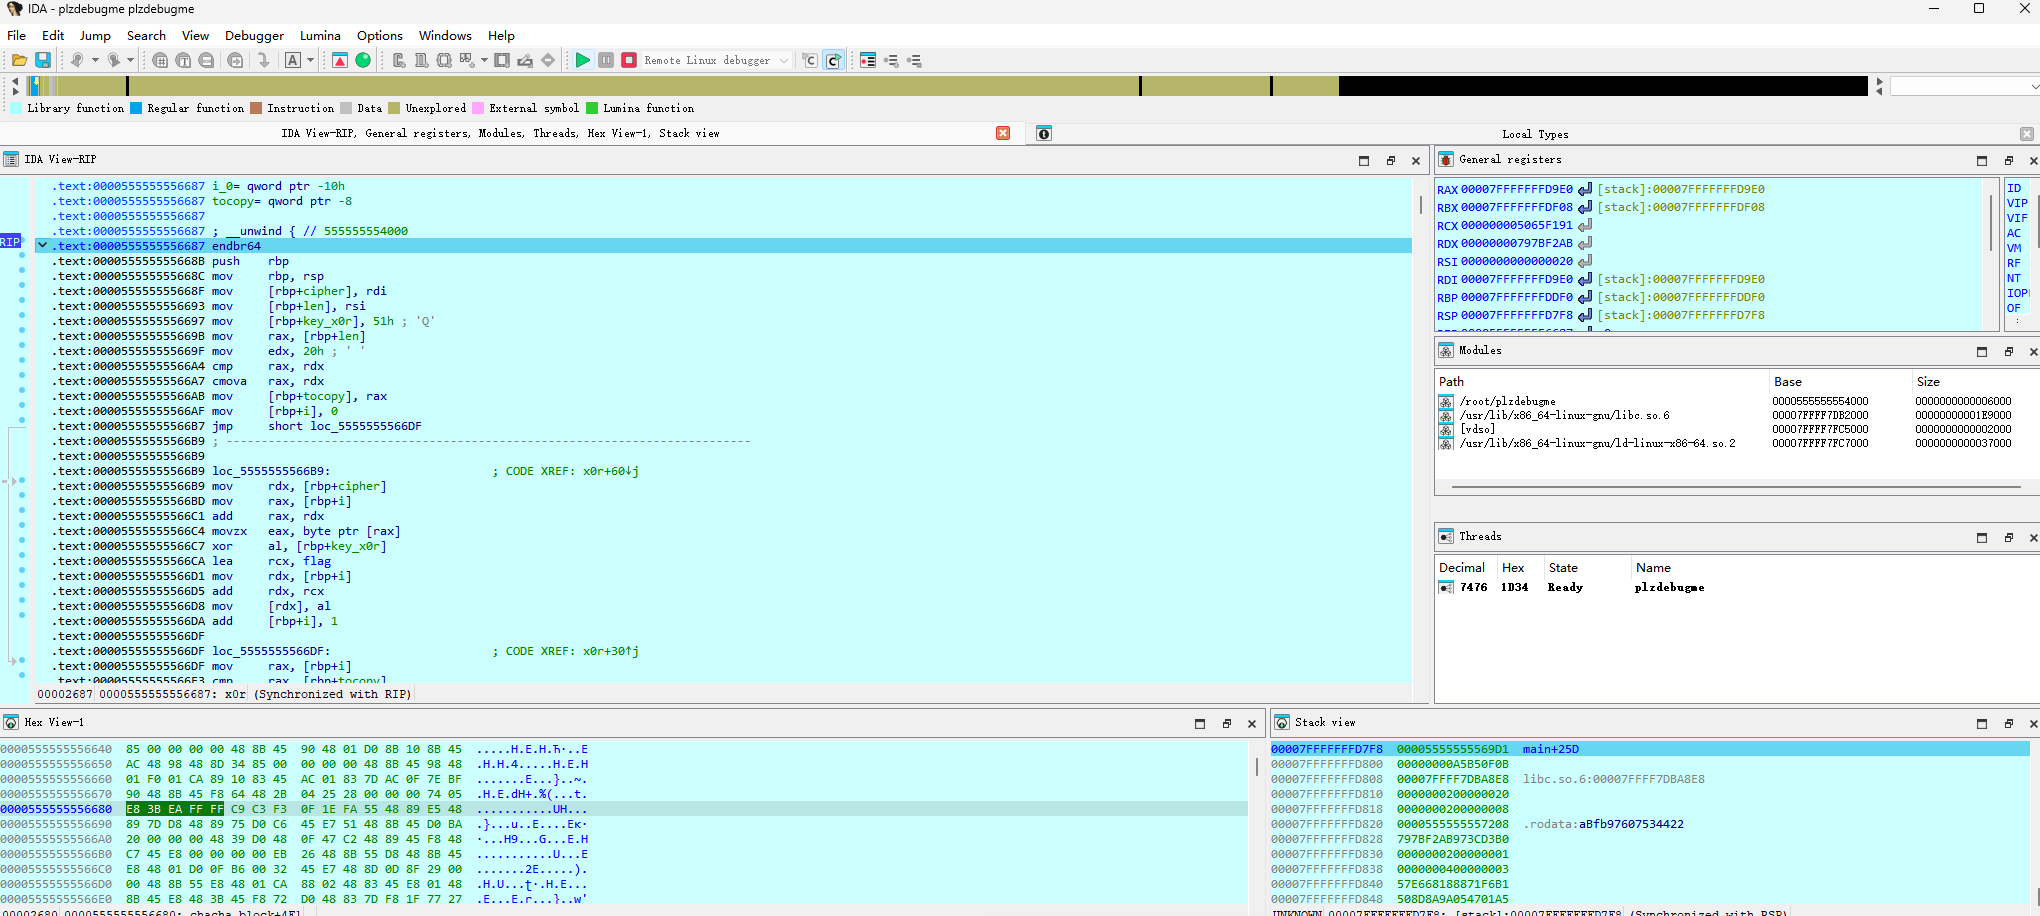 IDA - plzdebugme plzdebugme
File Edit Jump Search View Debugger Lumina Options Windows Help
Remote Linux debugger
Library function Regular function Instruction Data Unexplored External symbol Lumina function
IDA View-RIP, General registers, Modules, Threads, Hex View-1, Stack view
Local Types
IDA View-RIP
.text:0000555555556687 i_0= qword ptr -10h
.text:0000555555556687 tocopy= qword ptr -8
.text:0000555555556687
.text:0000555555556687 ; __unwind { // 555555554000
RIP
.text:0000555555556687 endbr64
.text:000055555555668B push rbp
.text:000055555555668C mov rbp, rsp
.text:000055555555668F mov [rbp+cipher], rdi
.text:0000555555556693 mov [rbp+len], rsi
.text:0000555555556697 mov [rbp+key_x0r], 51h ; 'Q'
.text:000055555555669B mov rax, [rbp+len]
.text:000055555555669F mov edx, 20h ; ' '
.text:00005555555566A4 cmp rax, rdx
.text:00005555555566A7 cmova rax, rdx
.text:00005555555566AB mov [rbp+tocopy], rax
.text:00005555555566AF mov [rbp+i], 0
.text:00005555555566B7 jmp short loc_5555555566DF
.text:00005555555566B9 ; ---------------------------------------------------------------------------
.text:00005555555566B9
.text:00005555555566B9 loc_5555555566B9: ; CODE XREF: x0r+60↓j
.text:00005555555566B9 mov rdx, [rbp+cipher]
.text:00005555555566BD mov rax, [rbp+i]
.text:00005555555566C1 add rax, rdx
.text:00005555555566C4 movzx eax, byte ptr [rax]
.text:00005555555566C7 xor al, [rbp+key_x0r]
.text:00005555555566CA lea rcx, flag
.text:00005555555566D1 mov rdx, [rbp+i]
.text:00005555555566D5 add rdx, rcx
.text:00005555555566D8 mov [rdx], al
.text:00005555555566DA add [rbp+i], 1
.text:00005555555566DF
.text:00005555555566DF loc_5555555566DF: ; CODE XREF: x0r+30↑j
.text:00005555555566DF mov rax, [rbp+i]
.text:00005555555566E3 cmp rax, [rbp+tocopy]
00002687 0000555555556687: x0r (Synchronized with RIP)
General registers
RAX 00007FFFFFFFD9E0 [stack]:00007FFFFFFFD9E0
RBX 00007FFFFFFFDF08 [stack]:00007FFFFFFFDF08
RCX 000000005065F191
RDX 00000000797BF2AB
RSI 0000000000000020
RDI 00007FFFFFFFD9E0 [stack]:00007FFFFFFFD9E0
RBP 00007FFFFFFFDDF0 [stack]:00007FFFFFFFDDF0
RSP 00007FFFFFFFD7F8 [stack]:00007FFFFFFFD7F8
ID
VIP
VIF
AC
VM
RF
NT
IOPL
OF
Modules
Path Base Size
/root/plzdebugme 0000555555554000 0000000000006000
/usr/lib/x86_64-linux-gnu/libc.so.6 00007FFFF7DB2000 00000000001E9000
[vdso] 00007FFFF7FC5000 0000000000002000
/usr/lib/x86_64-linux-gnu/ld-linux-x86-64.so.2 00007FFFF7FC7000 0000000000037000
Threads
Decimal Hex State Name
7476 1D34 Ready plzdebugme
Hex View-1
0000555555556640 85 00 00 00 00 48 8B 45 90 48 01 D0 8B 10 8B 45 .....H.E.H.Ћ·..E
0000555555556650 AC 48 98 48 8D 34 85 00 00 00 00 48 8B 45 98 48 .H.H.4.....H.E.H
0000555555556660 01 F0 01 CA 89 10 83 45 AC 01 83 7D AC 0F 7E BF .......E...}..~.
0000555555556670 90 48 8B 45 F8 64 48 2B 04 25 28 00 00 00 74 05 .H.E.dH+.%(...t.
0000555555556680 E8 3B EA FF FF C9 C3 F3 0F 1E FA 55 48 89 E5 48 ...........UH...
0000555555556690 89 7D D8 48 89 75 D0 C6 45 E7 51 48 8B 45 D0 BA
00005555555566A0 20 00 00 00 48 39 D0 48 0F 47 C2 48 89 45 F8 48
00005555555566B0 C7 45 E8 00 00 00 00 EB 26 48 8B 55 D8 48 8B 45 ...........U...E
00005555555566C0 E8 48 01 D0 0F B6 00 32 45 E7 48 8D 0D 8F 29 00
00005555555566D0 00 48 8B 55 E8 48 01 CA 88 02 48 83 45 E8 01 48
00005555555566E0 8B 45 E8 48 3B 45 F8 72 D0 48 83 7D F8 1F 77 27 .E...E.r...}..w'
00002680 0000555555556680: chacha_block+4F1
Stack view
00007FFFFFFFD7F8 00005555555569D1 main+25D
00007FFFFFFFD800 00000000A5B50F0B
00007FFFFFFFD808 00007FFFF7DBA8E8 libc.so.6:00007FFFF7DBA8E8
00007FFFFFFFD810 0000000200000020
00007FFFFFFFD818 0000000200000008
00007FFFFFFFD820 0000555555557208 .rodata:aBfb97607534422
00007FFFFFFFD828 797BF2AB973CD3B0
00007FFFFFFFD830 0000000200000001
00007FFFFFFFD838 0000000400000003
00007FFFFFFFD840 57E668188871F6B1
00007FFFFFFFD848 508D8A9A054701A5
UNKNOWN 00007FFFFFFFD7F8: [stack]:00007FFFFFFFD7F8 (Synchronized with RSP)